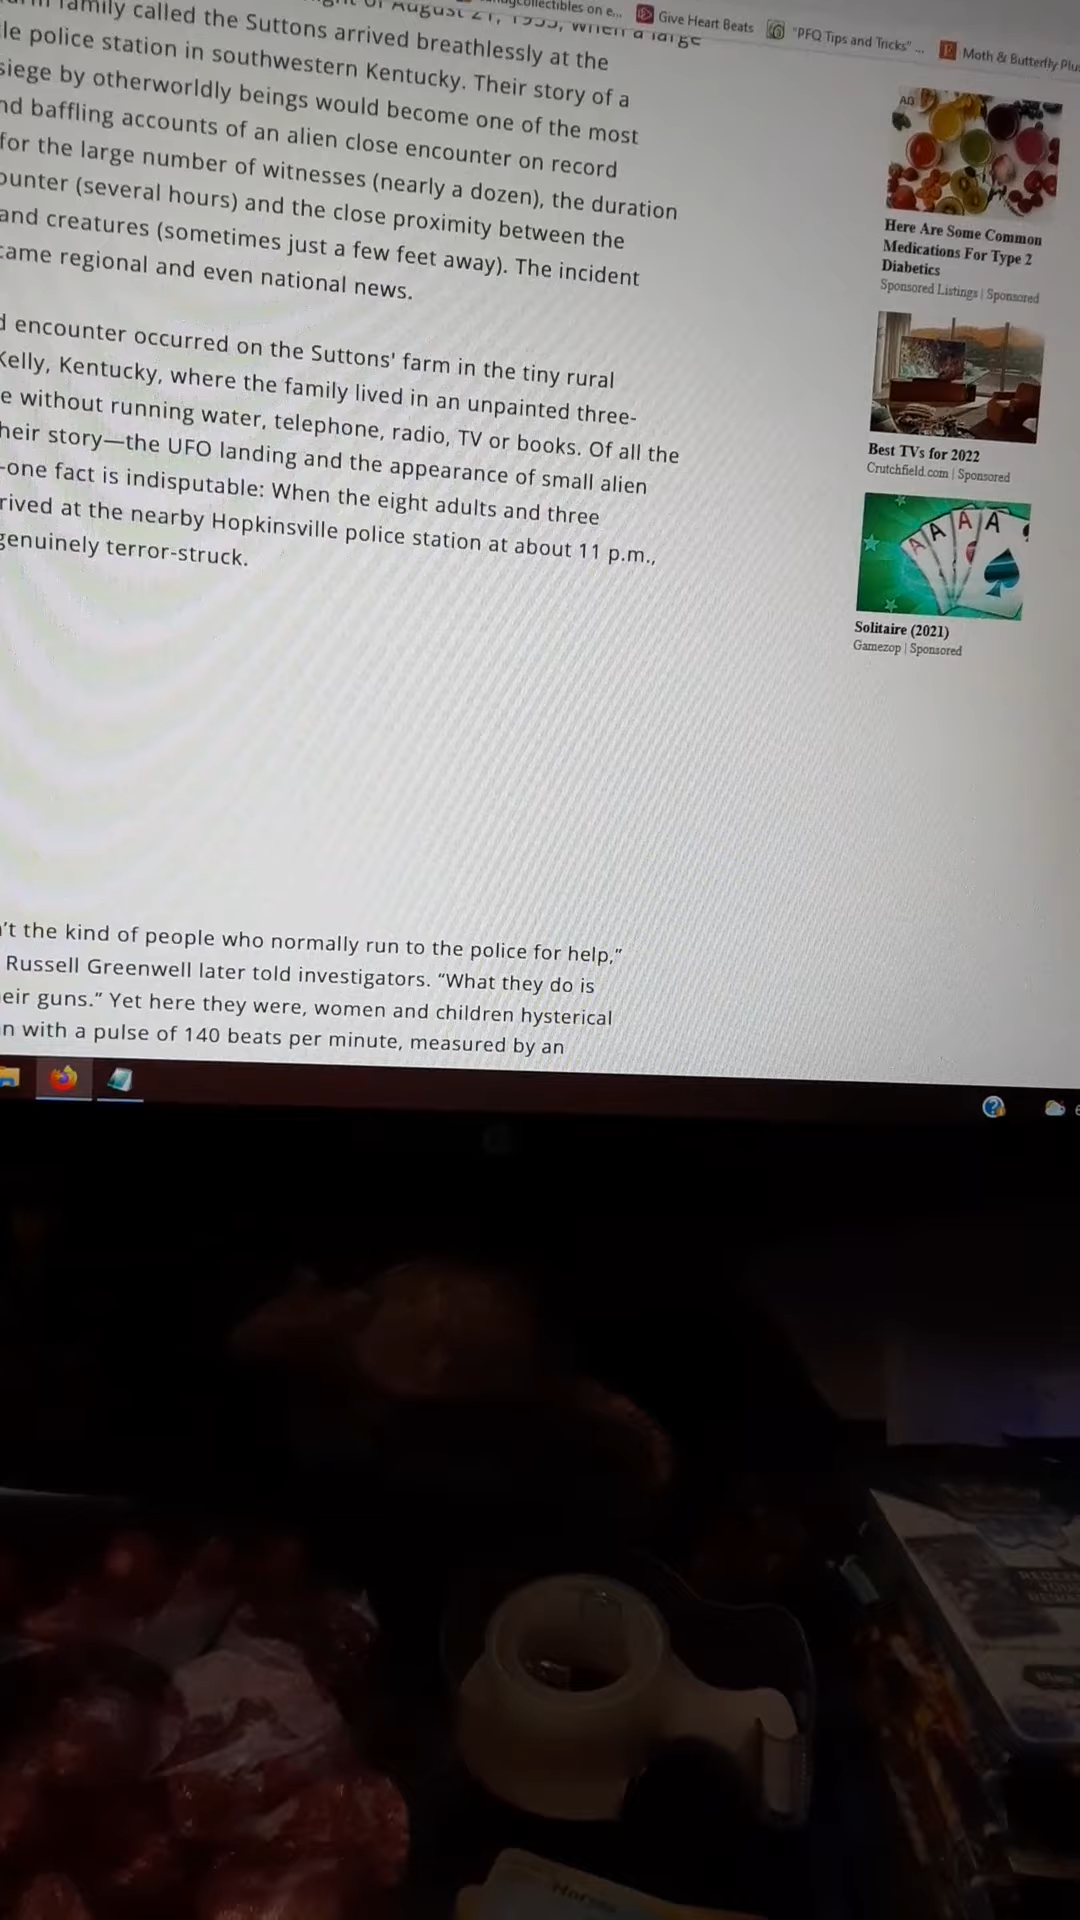 ollectibles on e...
Give Heart Beats
"PFQ Tips and Tricks" ...
Moth & Butterfly Plu
of August 21, 1955, when a large
family called the Suttons arrived breathlessly at the
le police station in southwestern Kentucky. Their story of a
siege by otherworldly beings would become one of the most
nd baffling accounts of an alien close encounter on record
for the large number of witnesses (nearly a dozen), the duration
ounter (several hours) and the close proximity between the
and creatures (sometimes just a few feet away). The incident
came regional and even national news.
d encounter occurred on the Suttons' farm in the tiny rural
Kelly, Kentucky, where the family lived in an unpainted three-
e without running water, telephone, radio, TV or books. Of all the
heir story—the UFO landing and the appearance of small alien
-one fact is indisputable: When the eight adults and three
rived at the nearby Hopkinsville police station at about 11 p.m.,
genuinely terror-struck.
n't the kind of people who normally run to the police for help,”
Russell Greenwell later told investigators. “What they do is
eir guns.” Yet here they were, women and children hysterical
n with a pulse of 140 beats per minute, measured by an
AD
Here Are Some Common
Medications For Type 2
Diabetics
Sponsored Listings | Sponsored
Best TVs for 2022
Crutchfield.com | Sponsored
A A A A
Solitaire (2021)
Gamezop | Sponsored